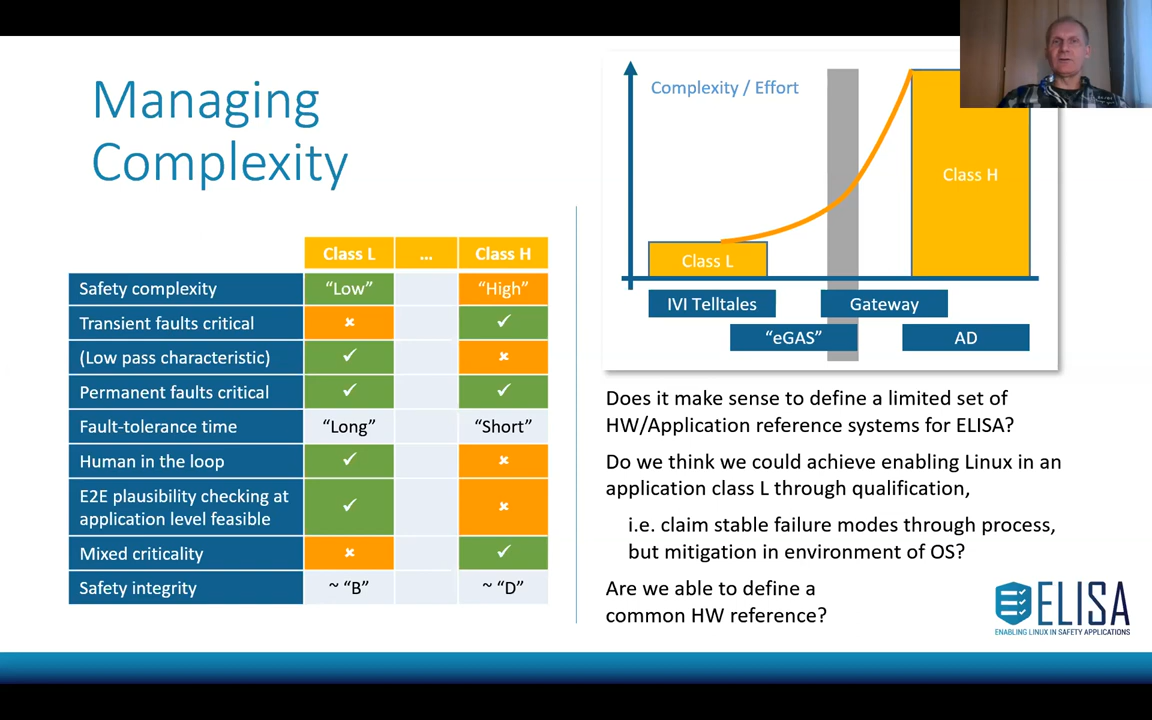 Managing
Complexity
Class L ... Class H
Safety complexity "Low" "High"
Transient faults critical × ✓
(Low pass characteristic) ✓ ×
Permanent faults critical ✓ ✓
Fault-tolerance time "Long" "Short"
Human in the loop ✓ ×
E2E plausibility checking at
application level feasible ✓ ×
Mixed criticality × ✓
Safety integrity ~ "B" ~ "D"
Complexity / Effort
Class H
Class L
IVI Telltales Gateway
"eGAS" AD
Does it make sense to define a limited set of
HW/Application reference systems for ELISA?
Do we think we could achieve enabling Linux in an
application class L through qualification,
i.e. claim stable failure modes through process,
but mitigation in environment of OS?
Are we able to define a
common HW reference?
ELISA
ENABLING LINUX IN SAFETY APPLICATIONS